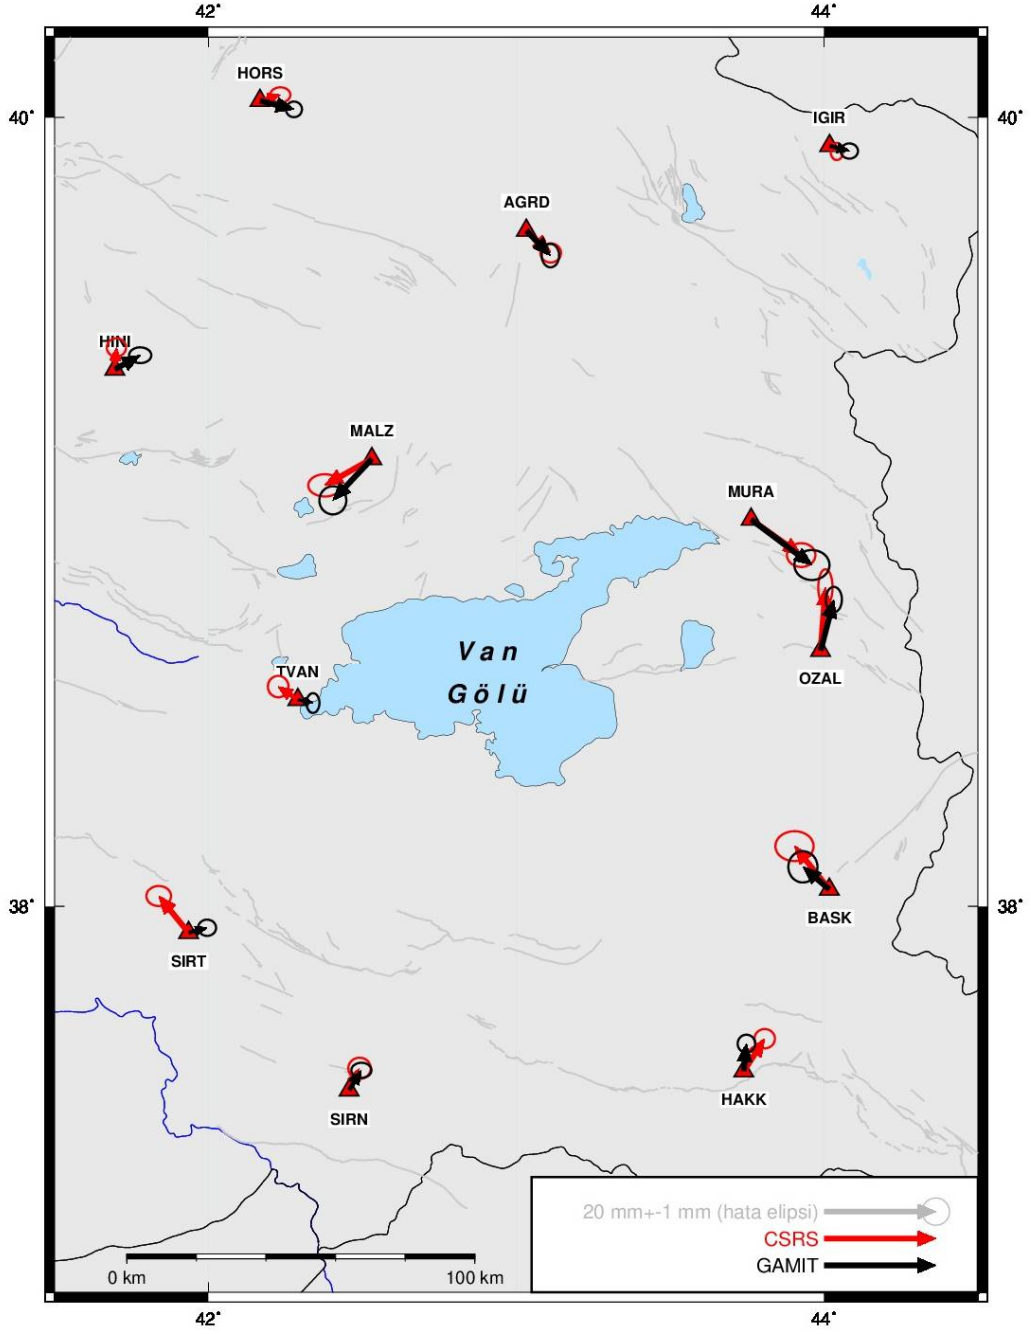 42°
44°
HORS
40°
IGIR
40°
AGRD
HINI
MALZ
MURA
Van
Gölü
TVAN
OZAL
38°
BASK
38°
SIRT
HAKK
SIRN
20 mm+-1 mm (hata elipsi)
CSRS
GAMIT
0 km
100 km
42°
44°